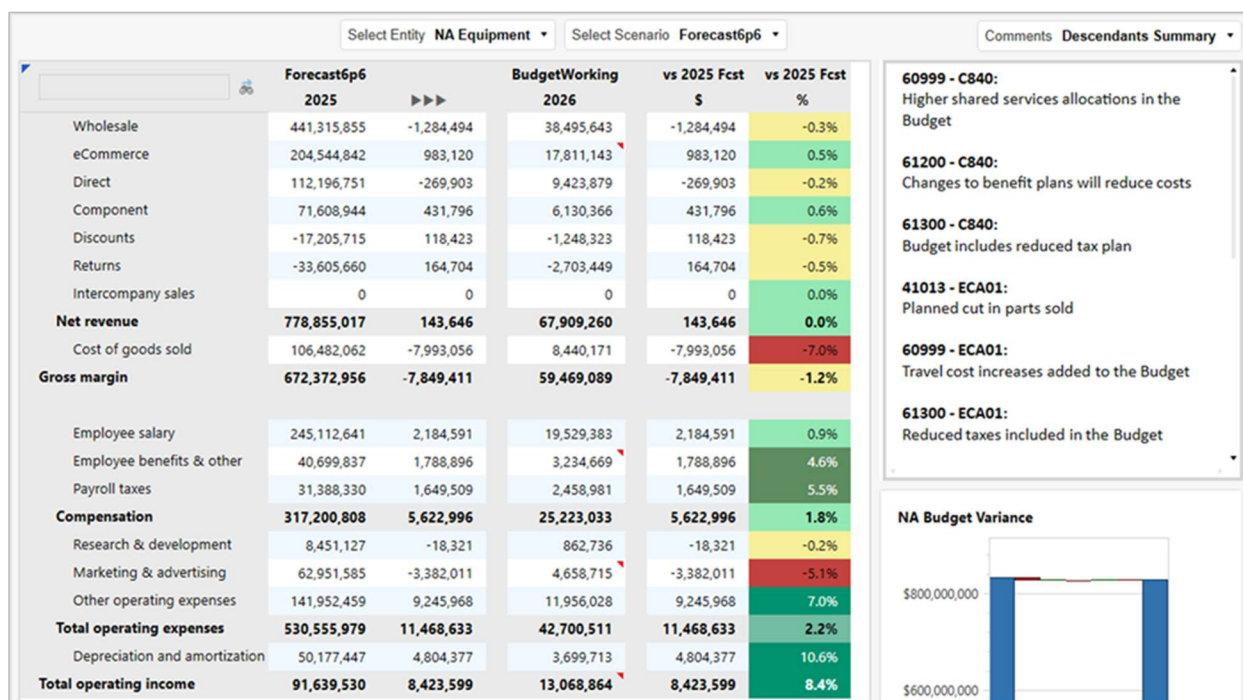 Select Entity NA Equipment Select Scenario Forecast6p6 Comments Descendants Summary
Forecast6p6 BudgetWorking vs 2025 Fcst vs 2025 Fcst
2025 ▶▶▶ 2026 $ %
Wholesale 441,315,855 -1,284,494 38,495,643 -1,284,494 -0.3%
eCommerce 204,544,842 983,120 17,811,143 983,120 0.5%
Direct 112,196,751 -269,903 9,423,879 -269,903 -0.2%
Component 71,608,944 431,796 6,130,366 431,796 0.6%
Discounts -17,205,715 118,423 -1,248,323 118,423 -0.7%
Returns -33,605,660 164,704 -2,703,449 164,704 -0.5%
Intercompany sales 0 0 0 0 0.0%
Net revenue 778,855,017 143,646 67,909,260 143,646 0.0%
Cost of goods sold 106,482,062 -7,993,056 8,440,171 -7,993,056 -7.0%
Gross margin 672,372,956 -7,849,411 59,469,089 -7,849,411 -1.2%
Employee salary 245,112,641 2,184,591 19,529,383 2,184,591 0.9%
Employee benefits & other 40,699,837 1,788,896 3,234,669 1,788,896 4.6%
Payroll taxes 31,388,330 1,649,509 2,458,981 1,649,509 5.5%
Compensation 317,200,808 5,622,996 25,223,033 5,622,996 1.8%
Research & development 8,451,127 -18,321 862,736 -18,321 -0.2%
Marketing & advertising 62,951,585 -3,382,011 4,658,715 -3,382,011 -5.1%
Other operating expenses 141,952,459 9,245,968 11,956,028 9,245,968 7.0%
Total operating expenses 530,555,979 11,468,633 42,700,511 11,468,633 2.2%
Depreciation and amortization 50,177,447 4,804,377 3,699,713 4,804,377 10.6%
Total operating income 91,639,530 8,423,599 13,068,864 8,423,599 8.4%
60999 - C840:
Higher shared services allocations in the
Budget
61200 - C840:
Changes to benefit plans will reduce costs
61300 - C840:
Budget includes reduced tax plan
41013 - ECA01:
Planned cut in parts sold
60999 - ECA01:
Travel cost increases added to the Budget
61300 - ECA01:
Reduced taxes included in the Budget
NA Budget Variance
$800,000,000
$600,000,000